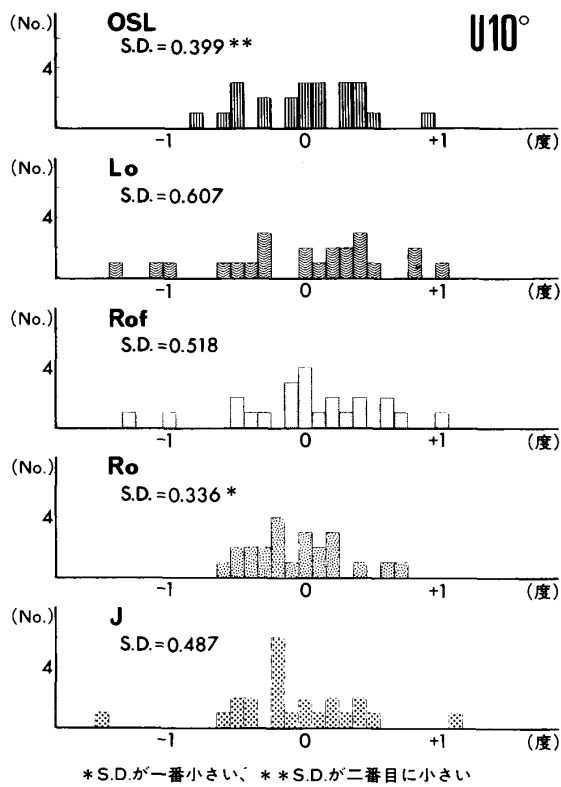 (No.) OSL U10°
S.D.=0.399**
4
-1 0 (度)
(No.) Lo
S.D.=0.607
4
-1 0 +1 (度)
(No.) Rof
S.D.=0.518
4
-1 0 +1 (度)
(No.) Ro
S.D.=0.336*
4
-1 0 +1 (度)
(No.) J
S.D.=0.487
4
-1 0 +1 (度)
*S.D.が一番小さい、**S.D.が二番目に小さい